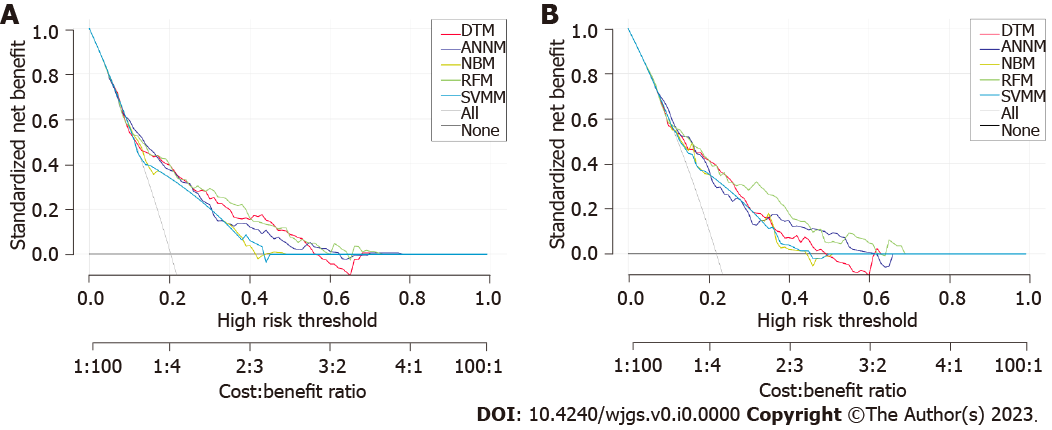 A
Standardized net benefit
1.0
0.8
0.6
0.4
0.2
0.0
DTM
ANNM
NBM
RFM
SVMM
All
None
0.0 0.2 0.4 0.6 0.8 1.0
High risk threshold
1:100 1:4 2:3 3:2 4:1 100:1
Cost:benefit ratio
B
Standardized net benefit
1.0
0.8
0.6
0.4
0.2
0.0
DTM
ANNM
NBM
RFM
SVMM
All
None
0.0 0.2 0.4 0.6 0.8 1.0
High risk threshold
1:100 1:4 2:3 3:2 4:1 100:1
Cost:benefit ratio
DOI: 10.4240/wjgs.v0.i0.0000 Copyright ©The Author(s) 2023.